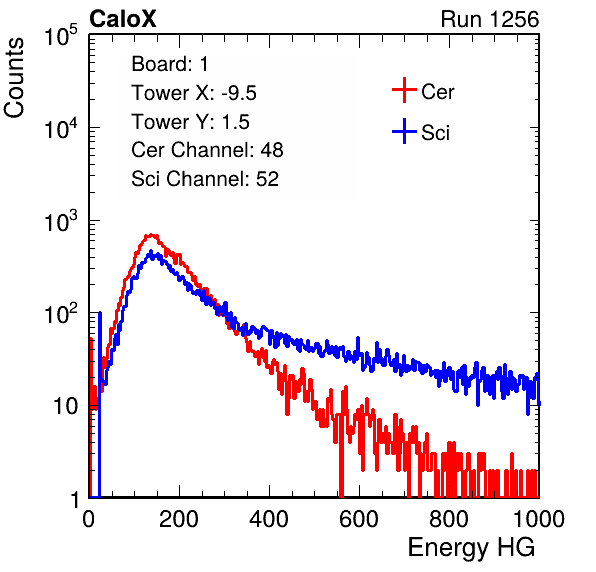 CaloX Run 1256
Counts
10^5
10^4
10^3
10^2
10
1
Board: 1
Tower X: -9.5
Tower Y: 1.5
Cer Channel: 48
Sci Channel: 52
Cer
Sci
0 200 400 600 800 1000
Energy HG